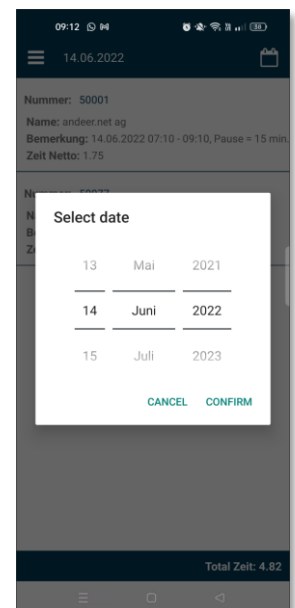 09:12
30
14.06.2022
Nummer: 50001
Name: andeer.net ag
Bemerkung: 14.06.2022 07:10 - 09:10, Pause = 15 min.
Zeit Netto: 1.75
Select date
13 Mai 2021
14 Juni 2022
15 Juli 2023
CANCEL CONFIRM
Total Zeit: 4.82